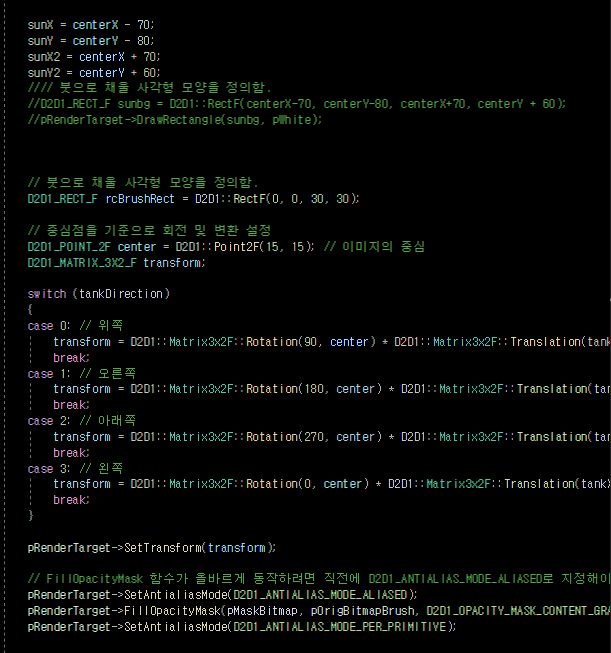 sunX = centerX - 70;
sunY = centerY - 80;
sunX2 = centerX + 70;
sunY2 = centerY + 60;
//// 붓으로 채울 사각형 모양을 정의함.
//D2D1_RECT_F sunbg = D2D1::RectF(centerX-70, centerY-80, centerX+70, centerY + 60);
//pRenderTarget->DrawRectangle(sunbg, pWhite);
// 붓으로 채울 사각형 모양을 정의함.
D2D1_RECT_F rcBrushRect = D2D1::RectF(0, 0, 30, 30);
// 중심점을 기준으로 회전 및 변환 설정
D2D1_POINT_2F center = D2D1::Point2F(15, 15); // 이미지의 중심
D2D1_MATRIX_3X2_F transform;
switch (tankDirection)
{
case 0: // 위쪽
transform = D2D1::Matrix3x2F::Rotation(90, center) * D2D1::Matrix3x2F::Translation(tank
break;
case 1: // 오른쪽
transform = D2D1::Matrix3x2F::Rotation(180, center) * D2D1::Matrix3x2F::Translation(tan
break;
case 2: // 아래쪽
transform = D2D1::Matrix3x2F::Rotation(270, center) * D2D1::Matrix3x2F::Translation(tan
break;
case 3: // 왼쪽
transform = D2D1::Matrix3x2F::Rotation(0, center) * D2D1::Matrix3x2F::Translation(tankX
break;
}
pRenderTarget->SetTransform(transform);
// FillOpacityMask 함수가 올바르게 동작하려면 직전에 D2D1_ANTIALIAS_MODE_ALIASED로 지정해야
pRenderTarget->SetAntialiasMode(D2D1_ANTIALIAS_MODE_ALIASED);
pRenderTarget->FillOpacityMask(pMaskBitmap, pOrigBitmapBrush, D2D1_OPACITY_MASK_CONTENT_GRA
pRenderTarget->SetAntialiasMode(D2D1_ANTIALIAS_MODE_PER_PRIMITIVE);